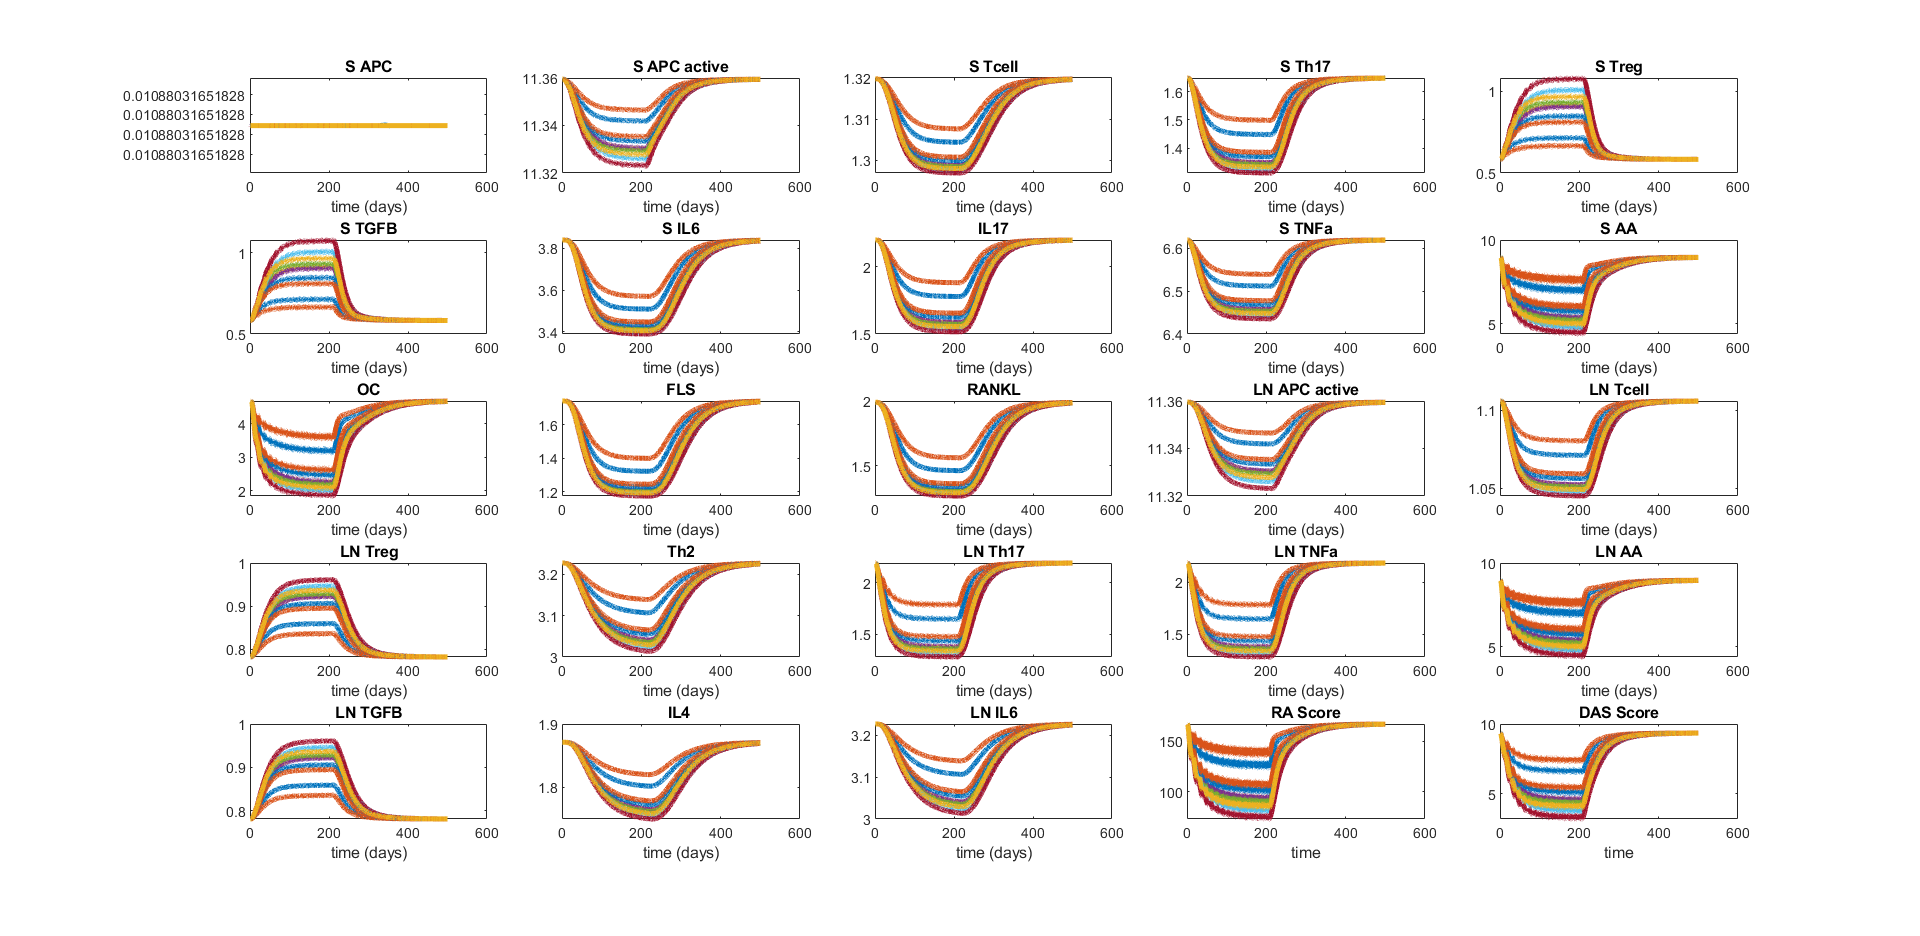 S APC
0.01088031651828
0.01088031651828
0.01088031651828
0.01088031651828
0 200 400 600
time (days)
S APC active
11.36
11.34
11.32
0 200 400 600
time (days)
S Tcell
1.32
1.31
1.3
0 200 400 600
time (days)
S Th17
1.6
1.5
1.4
0 200 400 600
time (days)
S Treg
1
0.5
0 200 400 600
time (days)
S TGFB
1
0.5
0 200 400 600
time (days)
S IL6
3.8
3.6
3.4
0 200 400 600
time (days)
IL17
2
1.5
0 200 400 600
time (days)
S TNFa
6.6
6.5
6.4
0 200 400 600
time (days)
S AA
10
5
0 200 400 600
time (days)
OC
4
3
2
0 200 400 600
time (days)
FLS
1.6
1.4
1.2
0 200 400 600
time (days)
RANKL
2
1.5
0 200 400 600
time (days)
LN APC active
11.36
11.34
11.32
0 200 400 600
time (days)
LN Tcell
1.1
1.05
0 200 400 600
time (days)
LN Treg
1
0.9
0.8
0 200 400 600
time (days)
Th2
3.2
3.1
3
0 200 400 600
time (days)
LN Th17
2
1.5
0 200 400 600
time (days)
LN TNFa
2
1.5
0 200 400 600
time (days)
LN AA
10
5
0 200 400 600
time (days)
LN TGFB
1
0.9
0.8
0 200 400 600
time (days)
IL4
1.9
1.8
0 200 400 600
time (days)
LN IL6
3.2
3.1
3
0 200 400 600
time (days)
RA Score
150
100
0 200 400 600
time
DAS Score
10
5
0 200 400 600
time